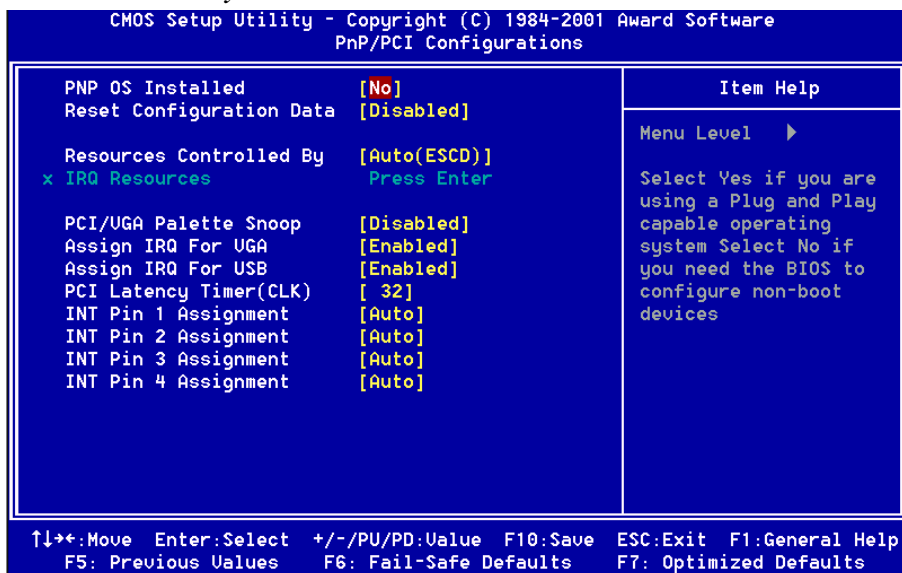 CMOS Setup Utility - Copyright (C) 1984-2001 Award Software
PnP/PCI Configurations
PNP OS Installed [No]
Reset Configuration Data [Disabled]
Resources Controlled By [Auto(ESCD)]
x IRQ Resources Press Enter
PCI/VGA Palette Snoop [Disabled]
Assign IRQ For VGA [Enabled]
Assign IRQ For USB [Enabled]
PCI Latency Timer(CLK) [ 32]
INT Pin 1 Assignment [Auto]
INT Pin 2 Assignment [Auto]
INT Pin 3 Assignment [Auto]
INT Pin 4 Assignment [Auto]
Item Help
Menu Level ▶
Select Yes if you are
using a Plug and Play
capable operating
system Select No if
you need the BIOS to
configure non-boot
devices
↑↓→←:Move Enter:Select +/-/PU/PD:Value F10:Save ESC:Exit F1:General Help
F5: Previous Values F6: Fail-Safe Defaults F7: Optimized Defaults